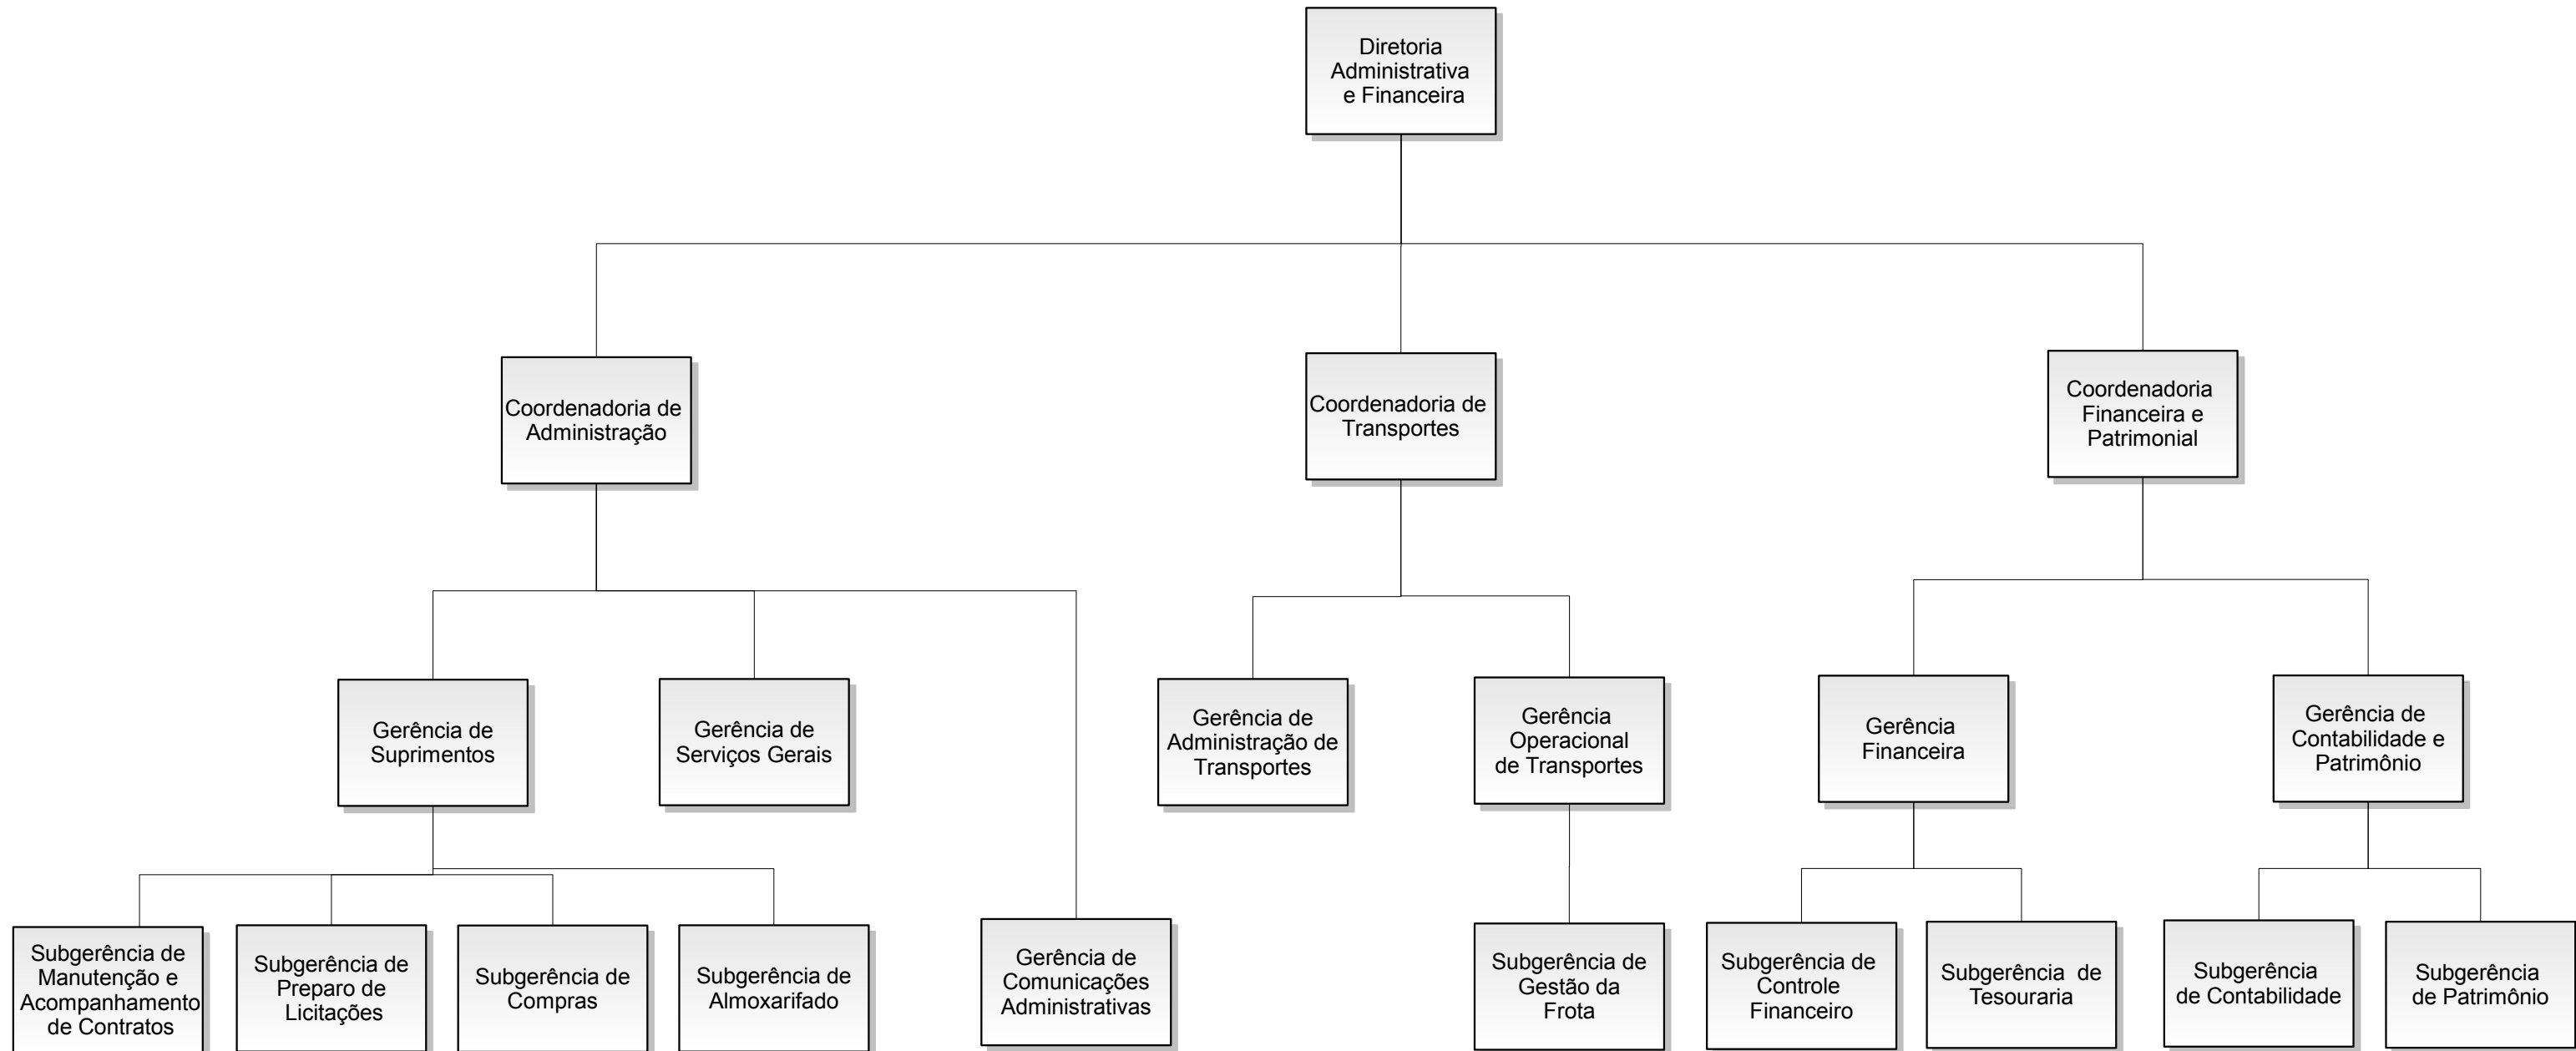 Diretoria
Administrativa
e Financeira
Coordenadoria de
Administração
Coordenadoria de
Transportes
Coordenadoria
Financeira e
Patrimonial
Gerência de
Suprimentos
Gerência de
Serviços Gerais
Gerência de
Administração de
Transportes
Gerência
Operacional
de Transportes
Gerência
Financeira
Gerência de
Contabilidade e
Patrimônio
Subgerência de
Manutenção e
Acompanhamento
de Contratos
Subgerência de
Preparo de
Licitações
Subgerência de
Compras
Subgerência de
Almoxarifado
Gerência de
Comunicações
Administrativas
Subgerência de
Gestão da
Frota
Subgerência de
Controle
Financeiro
Subgerência de
Tesouraria
Subgerência
de Contabilidade
Subgerência
de Patrimônio